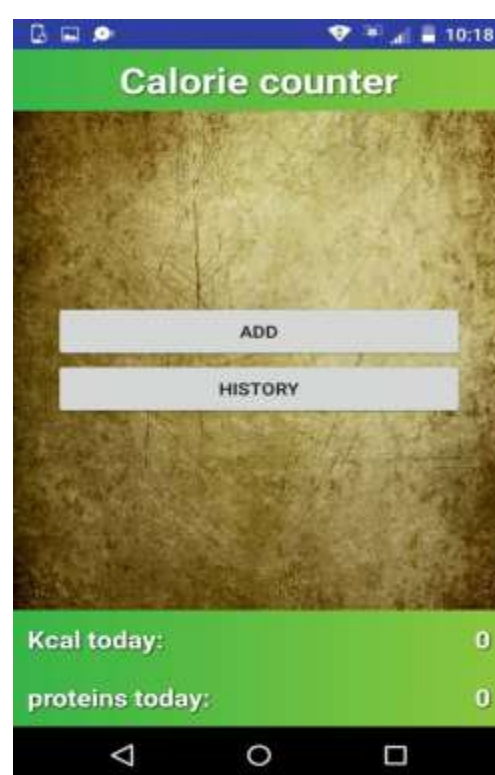 10:18
Calorie counter
ADD
HISTORY
Kcal today: 0
proteins today: 0